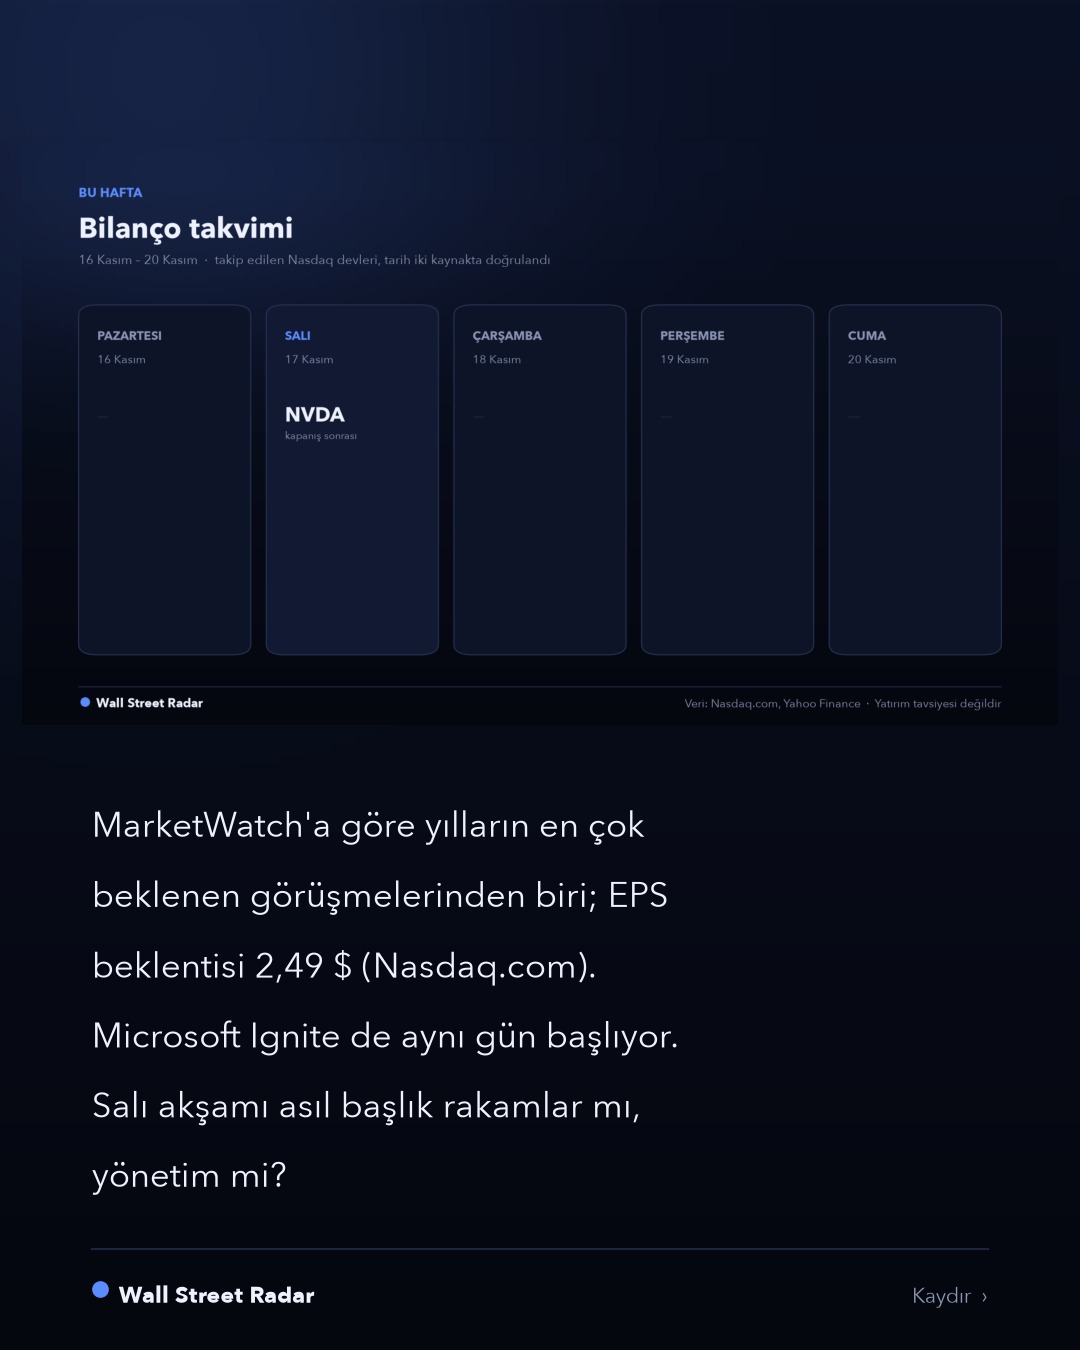 BU HAFTA
Bilanço takvimi
16 Kasım – 20 Kasım · takip edilen Nasdaq devleri, tarih iki kaynakta doğrulandı
PAZARTESI
16 Kasım
—
SALI
17 Kasım
NVDA
kapanış sonrası
ÇARŞAMBA
18 Kasım
—
PERŞEMBE
19 Kasım
—
CUMA
20 Kasım
—
Wall Street Radar
Veri: Nasdaq.com, Yahoo Finance · Yatırım tavsiyesi değildir
MarketWatch'a göre yılların en çok
beklenen görüşmelerinden biri; EPS
beklentisi 2,49 $ (Nasdaq.com).
Microsoft Ignite de aynı gün başlıyor.
Salı akşamı asıl başlık rakamlar mı,
yönetim mi?
Wall Street Radar
Kaydır ›